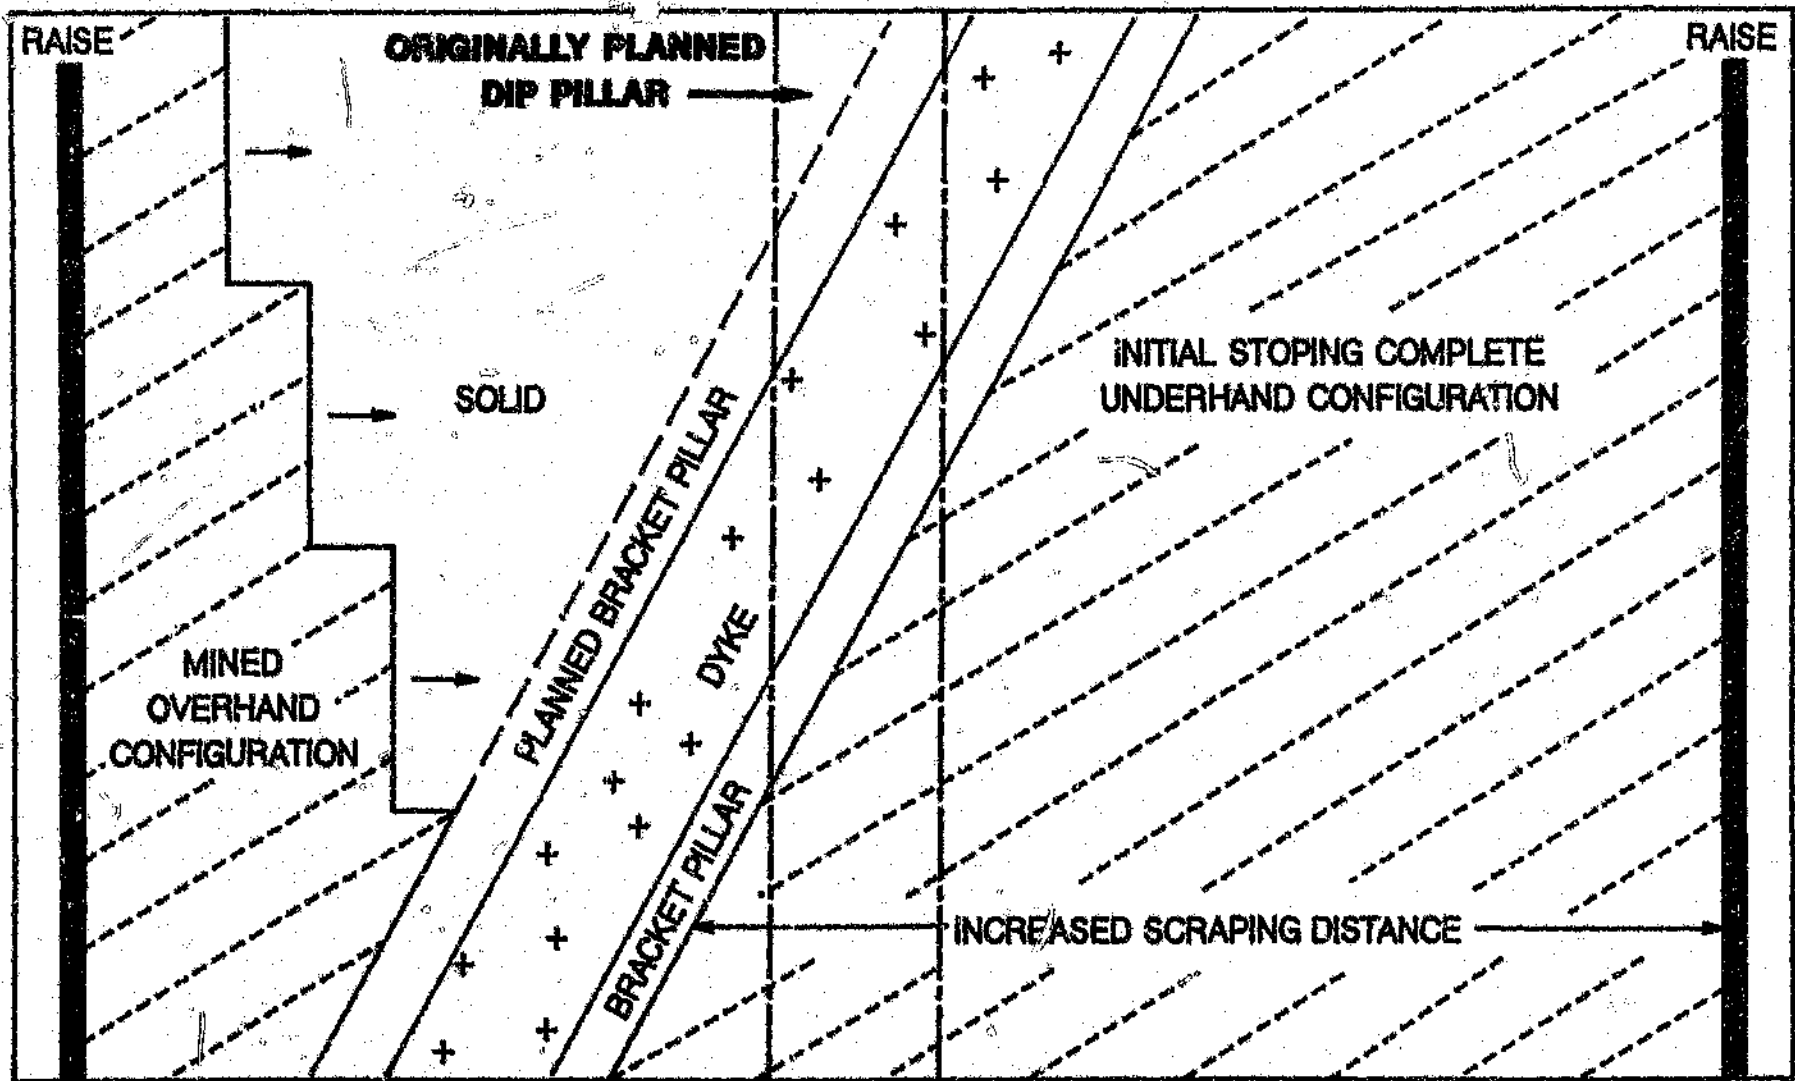 RAISE
ORIGINALLY PLANNED
DIP PILLAR
RAISE
INITIAL STOPING COMPLETE
UNDERHAND CONFIGURATION
SOLID
PLANNED BRACKET PILLAR
DYKE
MINED
OVERHAND
CONFIGURATION
BRACKET PILLAR
INCREASED SCRAPING DISTANCE